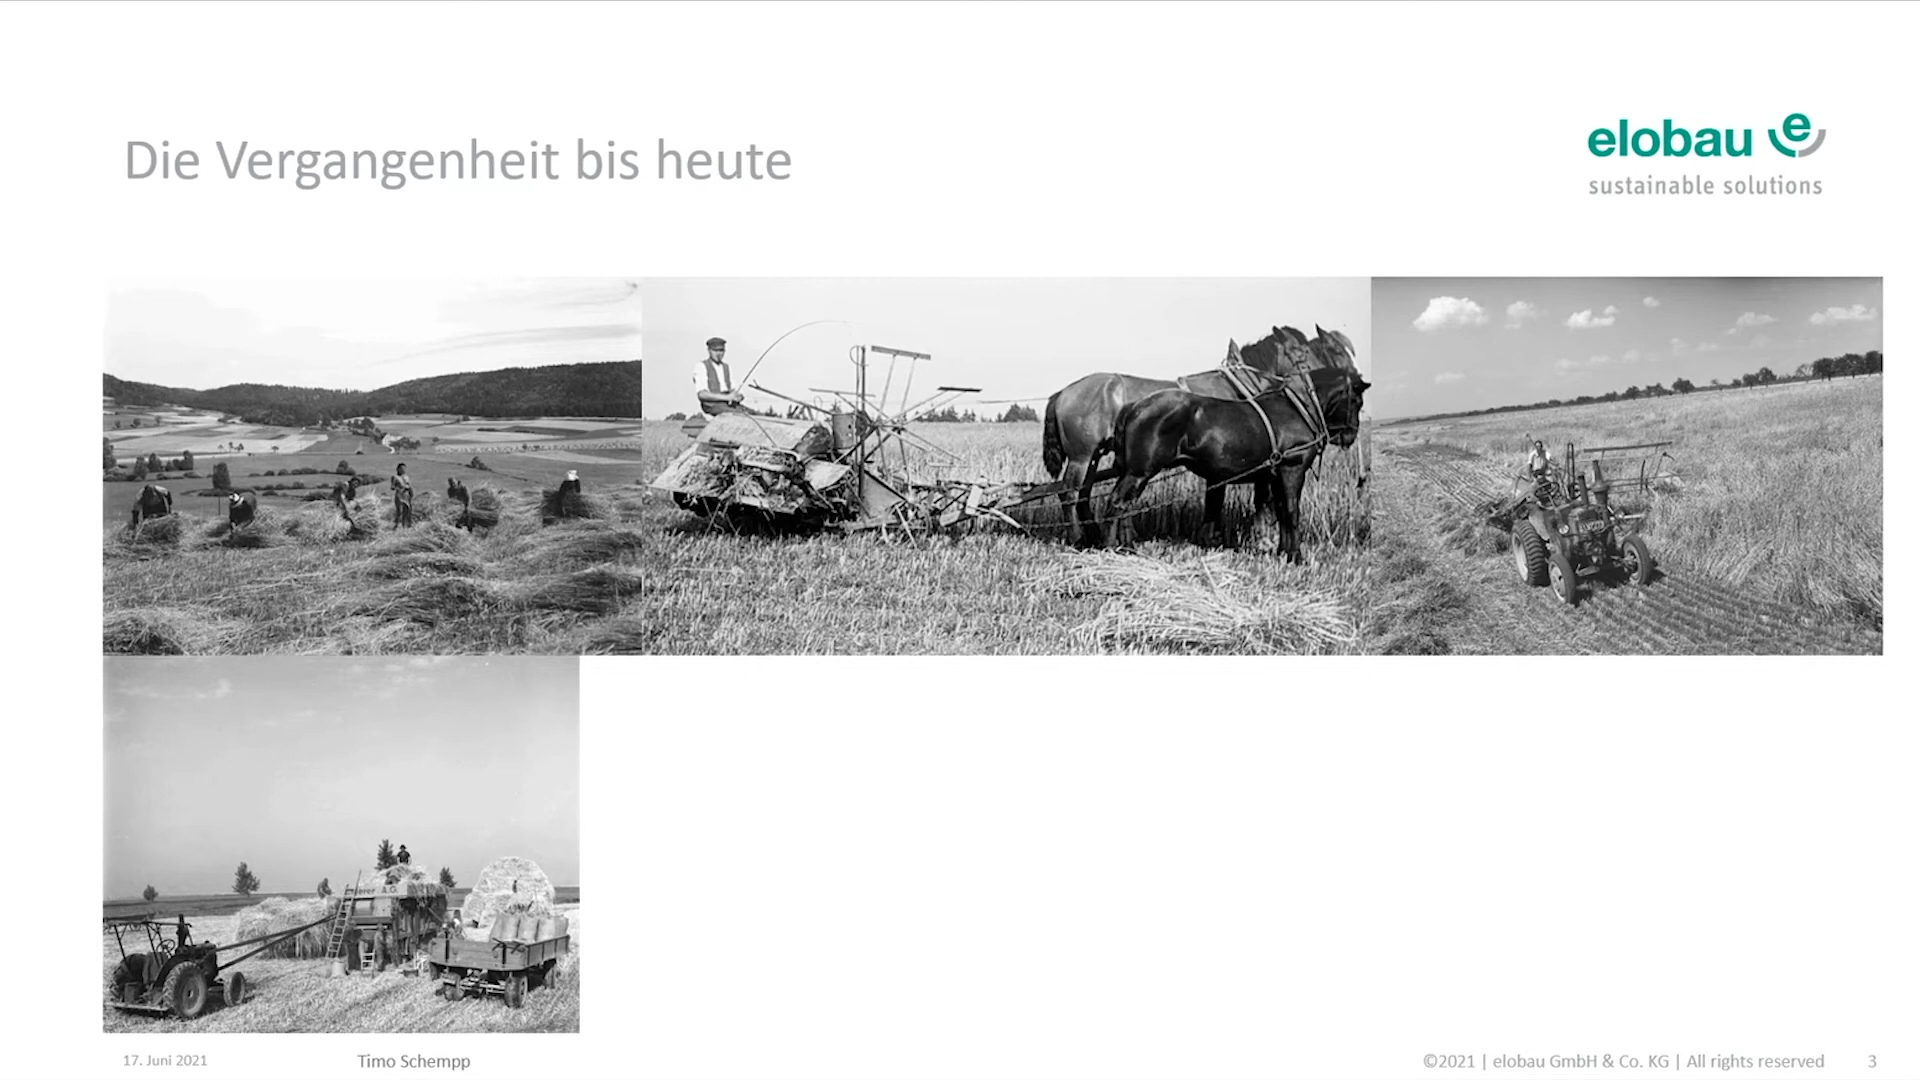 Die Vergangenheit bis heute
elobau e
sustainable solutions
A.G.
17. Juni 2021
Timo Schempp
©2021 | elobau GmbH & Co. KG | All rights reserved
3